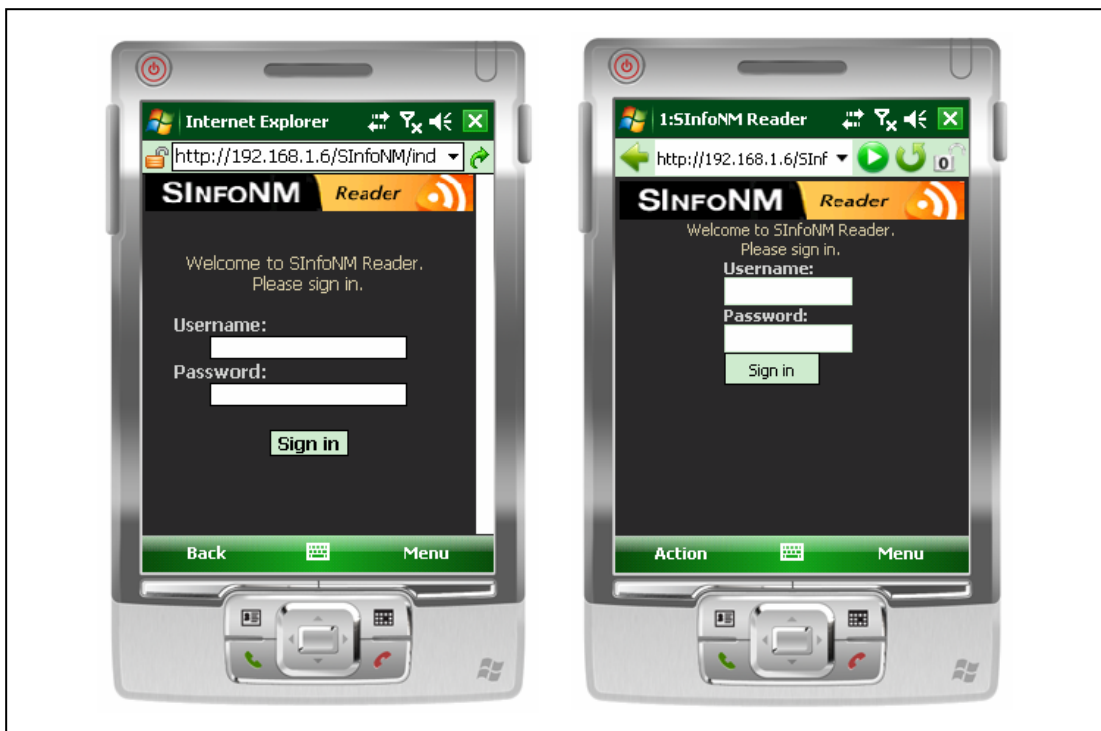 Internet Explorer
http://192.168.1.6/SInfoNM/ind
SINFONM Reader
Welcome to SInfoNM Reader.
Please sign in.
Username:
Password:
Sign in
Back Menu
1:SInfoNM Reader
http://192.168.1.6/SInf
0
SINFONM Reader
Welcome to SInfoNM Reader.
Please sign in.
Username:
Password:
Sign in
Action Menu